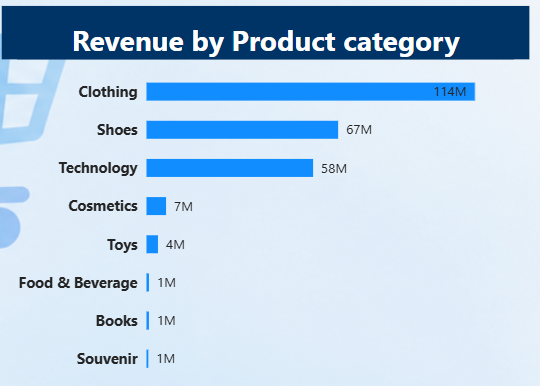 Revenue by Product category
Clothing 114M
Shoes 67M
Technology 58M
Cosmetics 7M
Toys 4M
Food & Beverage 1M
Books 1M
Souvenir 1M